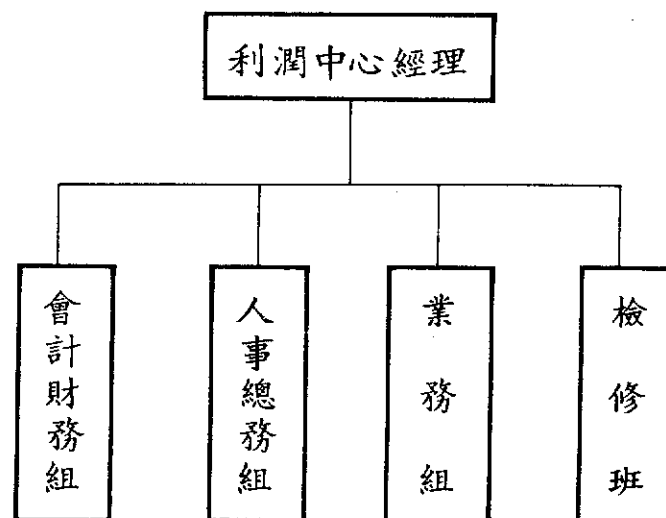 利潤中心經理
會計財務組
人事總務組
業務組
檢修班